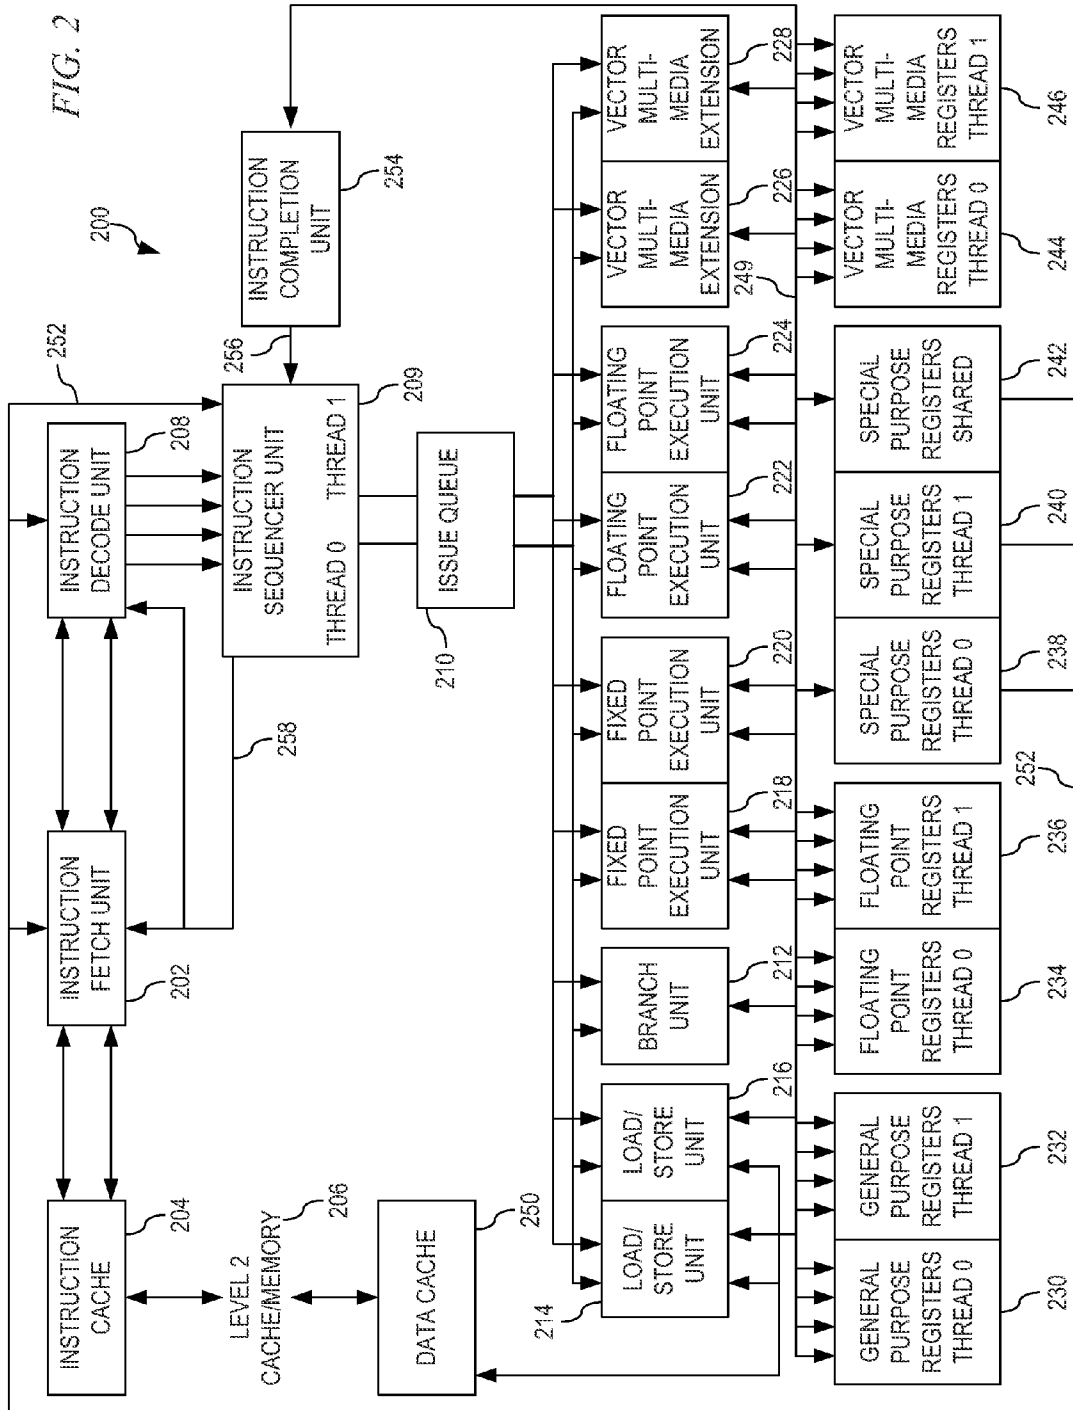 FIG. 2
200
252
INSTRUCTION
CACHE
204
INSTRUCTION
FETCH UNIT
202
INSTRUCTION
DECODE UNIT
208
LEVEL 2
CACHE/MEMORY
206
258
INSTRUCTION
SEQUENCER UNIT
THREAD 0
THREAD 1
209
256
INSTRUCTION
COMPLETION
UNIT
254
DATA CACHE
250
ISSUE QUEUE
210
LOAD/
STORE
UNIT
214
LOAD/
STORE
UNIT
216
BRANCH
UNIT
212
FIXED
POINT
EXECUTION
UNIT
218
FIXED
POINT
EXECUTION
UNIT
220
FLOATING
POINT
EXECUTION
UNIT
222
FLOATING
POINT
EXECUTION
UNIT
224
VECTOR
MULTI-
MEDIA
EXTENSION
226
VECTOR
MULTI-
MEDIA
EXTENSION
228
249
GENERAL
PURPOSE
REGISTERS
THREAD 0
230
GENERAL
PURPOSE
REGISTERS
THREAD 1
232
FLOATING
POINT
REGISTERS
THREAD 0
234
FLOATING
POINT
REGISTERS
THREAD 1
236
SPECIAL
PURPOSE
REGISTERS
THREAD 0
238
SPECIAL
PURPOSE
REGISTERS
THREAD 1
240
SPECIAL
PURPOSE
REGISTERS
SHARED
242
VECTOR
MULTI-
MEDIA
REGISTERS
THREAD 0
244
VECTOR
MULTI-
MEDIA
REGISTERS
THREAD 1
246
252